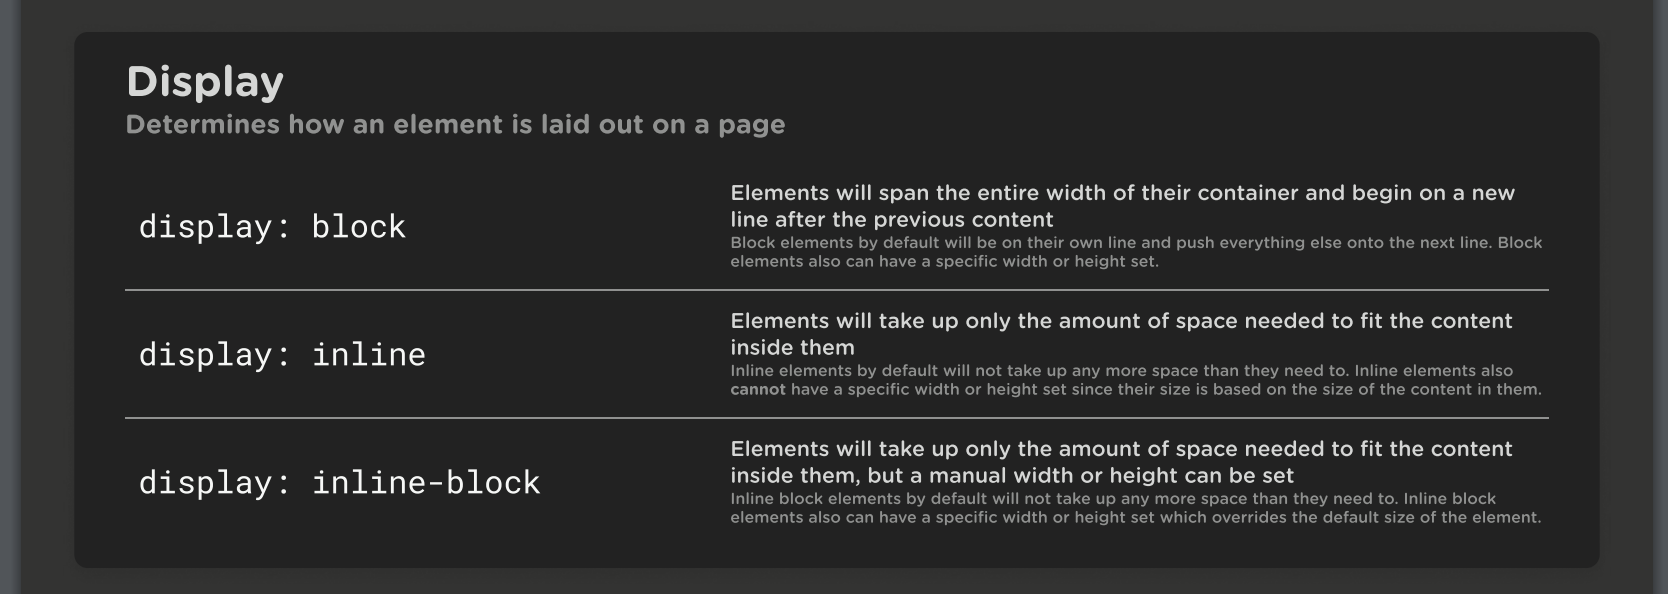 Display
Determines how an element is laid out on a page
display: block
Elements will span the entire width of their container and begin on a new
line after the previous content
Block elements by default will be on their own line and push everything else onto the next line. Block
elements also can have a specific width or height set.
display: inline
Elements will take up only the amount of space needed to fit the content
inside them
Inline elements by default will not take up any more space than they need to. Inline elements also
cannot have a specific width or height set since their size is based on the size of the content in them.
display: inline-block
Elements will take up only the amount of space needed to fit the content
inside them, but a manual width or height can be set
Inline block elements by default will not take up any more space than they need to. Inline block
elements also can have a specific width or height set which overrides the default size of the element.